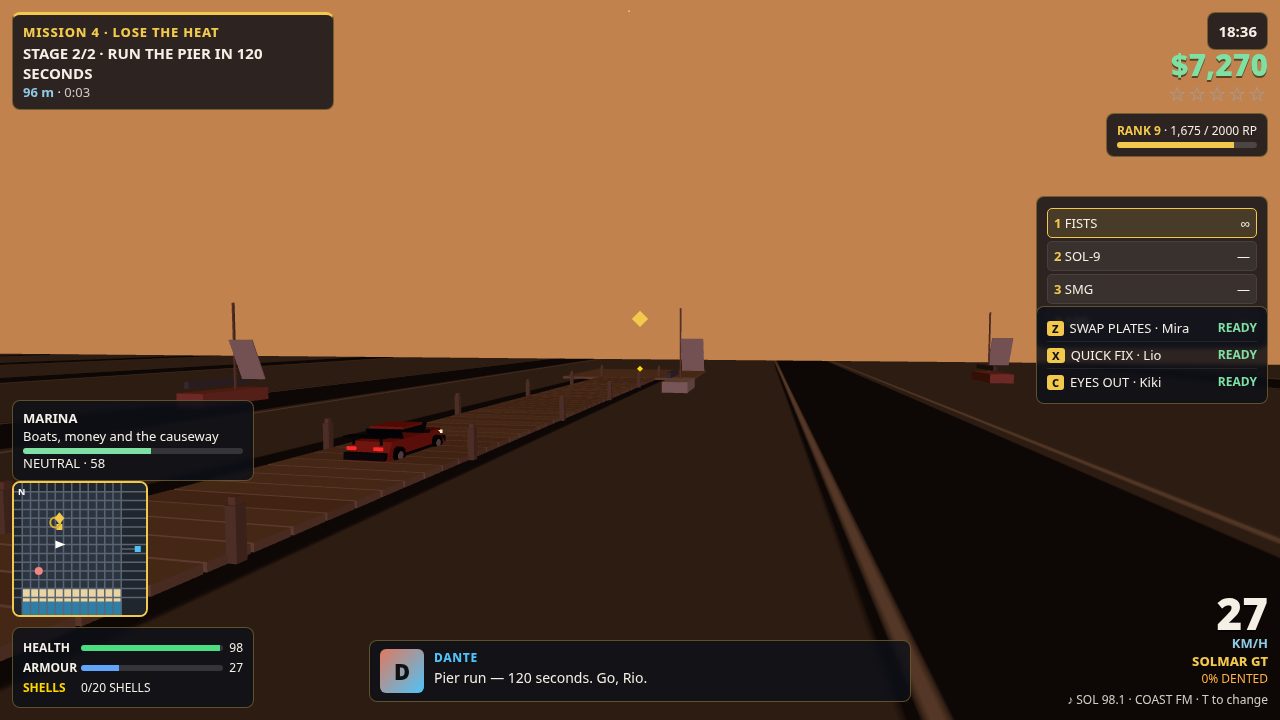 MISSION 4 · LOSE THE HEAT
STAGE 2/2 · RUN THE PIER IN 120
SECONDS
96 m · 0:03
18:36
$7,270
RANK 9 · 1,675 / 2000 RP
1 FISTS ∞
2 SOL-9 —
3 SMG —
Z SWAP PLATES · Mira READY
X QUICK FIX · Lio READY
C EYES OUT · Kiki READY
MARINA
Boats, money and the causeway
NEUTRAL · 58
N
HEALTH 98
ARMOUR 27
SHELLS 0/20 SHELLS
D
DANTE
Pier run — 120 seconds. Go, Rio.
27
KM/H
SOLMAR GT
0% DENTED
♪ SOL 98.1 · COAST FM · T to change